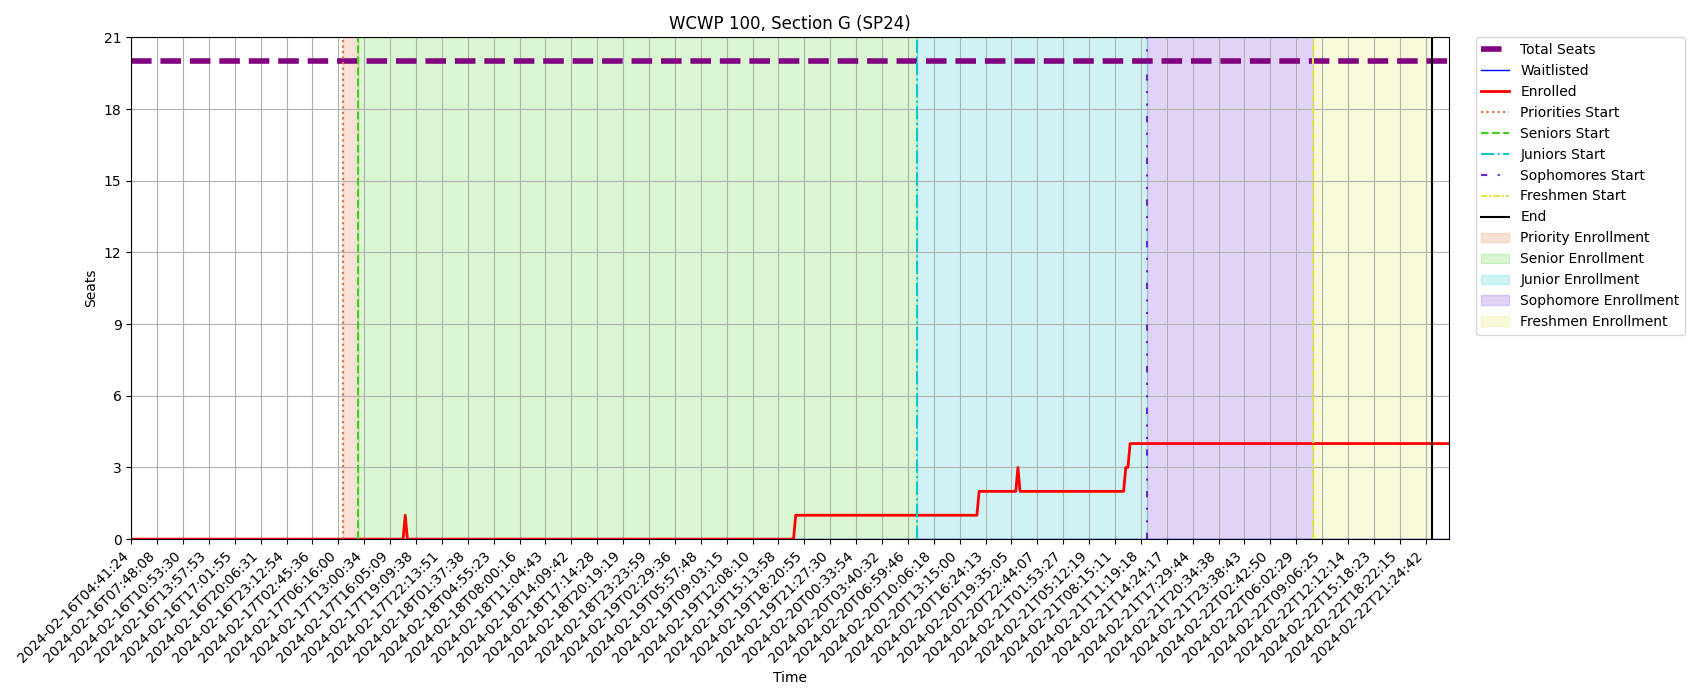 WCWP 100, Section G (SP24)
21
18
15
12
9
6
3
0
Seats
2024-02-16T04:41:24
2024-02-16T07:48:08
2024-02-16T10:53:30
2024-02-16T13:57:53
2024-02-16T17:01:55
2024-02-16T20:06:31
2024-02-16T23:12:54
2024-02-17T02:45:36
2024-02-17T06:16:00
2024-02-17T13:00:34
2024-02-17T16:05:09
2024-02-17T19:09:38
2024-02-17T22:13:51
2024-02-18T01:37:38
2024-02-18T04:55:23
2024-02-18T08:00:16
2024-02-18T11:04:43
2024-02-18T14:09:42
2024-02-18T17:14:28
2024-02-18T20:19:19
2024-02-18T23:23:59
2024-02-19T02:29:36
2024-02-19T05:57:48
2024-02-19T09:03:15
2024-02-19T12:08:10
2024-02-19T15:13:58
2024-02-19T18:20:55
2024-02-19T21:27:30
2024-02-20T00:33:54
2024-02-20T03:40:32
2024-02-20T06:59:46
2024-02-20T10:06:18
2024-02-20T13:15:00
2024-02-20T16:24:13
2024-02-20T19:35:05
2024-02-20T22:44:07
2024-02-21T01:53:27
2024-02-21T05:12:19
2024-02-21T08:15:11
2024-02-21T11:19:18
2024-02-21T14:24:17
2024-02-21T17:29:44
2024-02-21T20:34:38
2024-02-21T23:38:43
2024-02-22T02:42:50
2024-02-22T06:02:29
2024-02-22T09:06:25
2024-02-22T12:12:14
2024-02-22T15:18:23
2024-02-22T18:22:15
2024-02-22T21:24:42
Time
Total Seats
Waitlisted
Enrolled
Priorities Start
Seniors Start
Juniors Start
Sophomores Start
Freshmen Start
End
Priority Enrollment
Senior Enrollment
Junior Enrollment
Sophomore Enrollment
Freshmen Enrollment